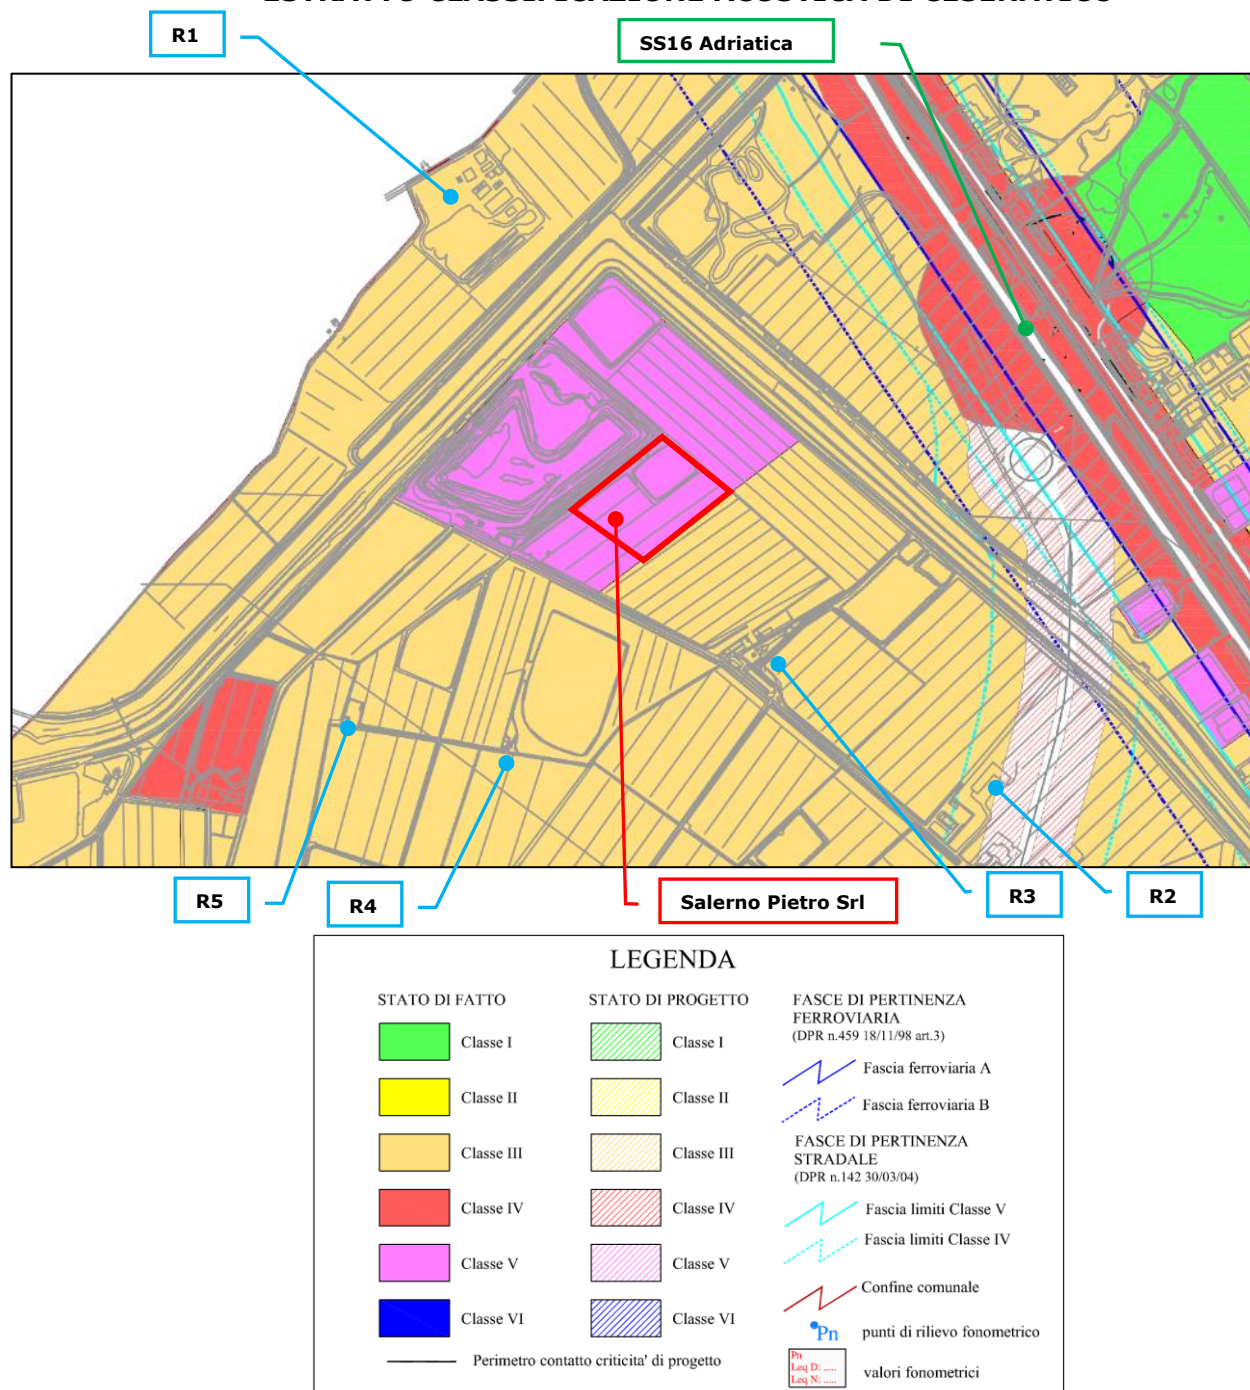 R1
SS16 Adriatica
R5
R4
Salerno Pietro Srl
R3
R2
LEGENDA
STATO DI FATTO
Classe I
Classe II
Classe III
Classe IV
Classe V
Classe VI
Perimetro contatto criticita' di progetto
STATO DI PROGETTO
Classe I
Classe II
Classe III
Classe IV
Classe V
Classe VI
FASCE DI PERTINENZA
FERROVIARIA
(DPR n.459 18/11/98 art.3)
Fascia ferroviaria A
Fascia ferroviaria B
FASCE DI PERTINENZA
STRADALE
(DPR n.142 30/03/04)
Fascia limiti Classe V
Fascia limiti Classe IV
Confine comunale
Pn punti di rilievo fonometrico
Pn
Leq D: .....
Leq N: .....
valori fonometrici